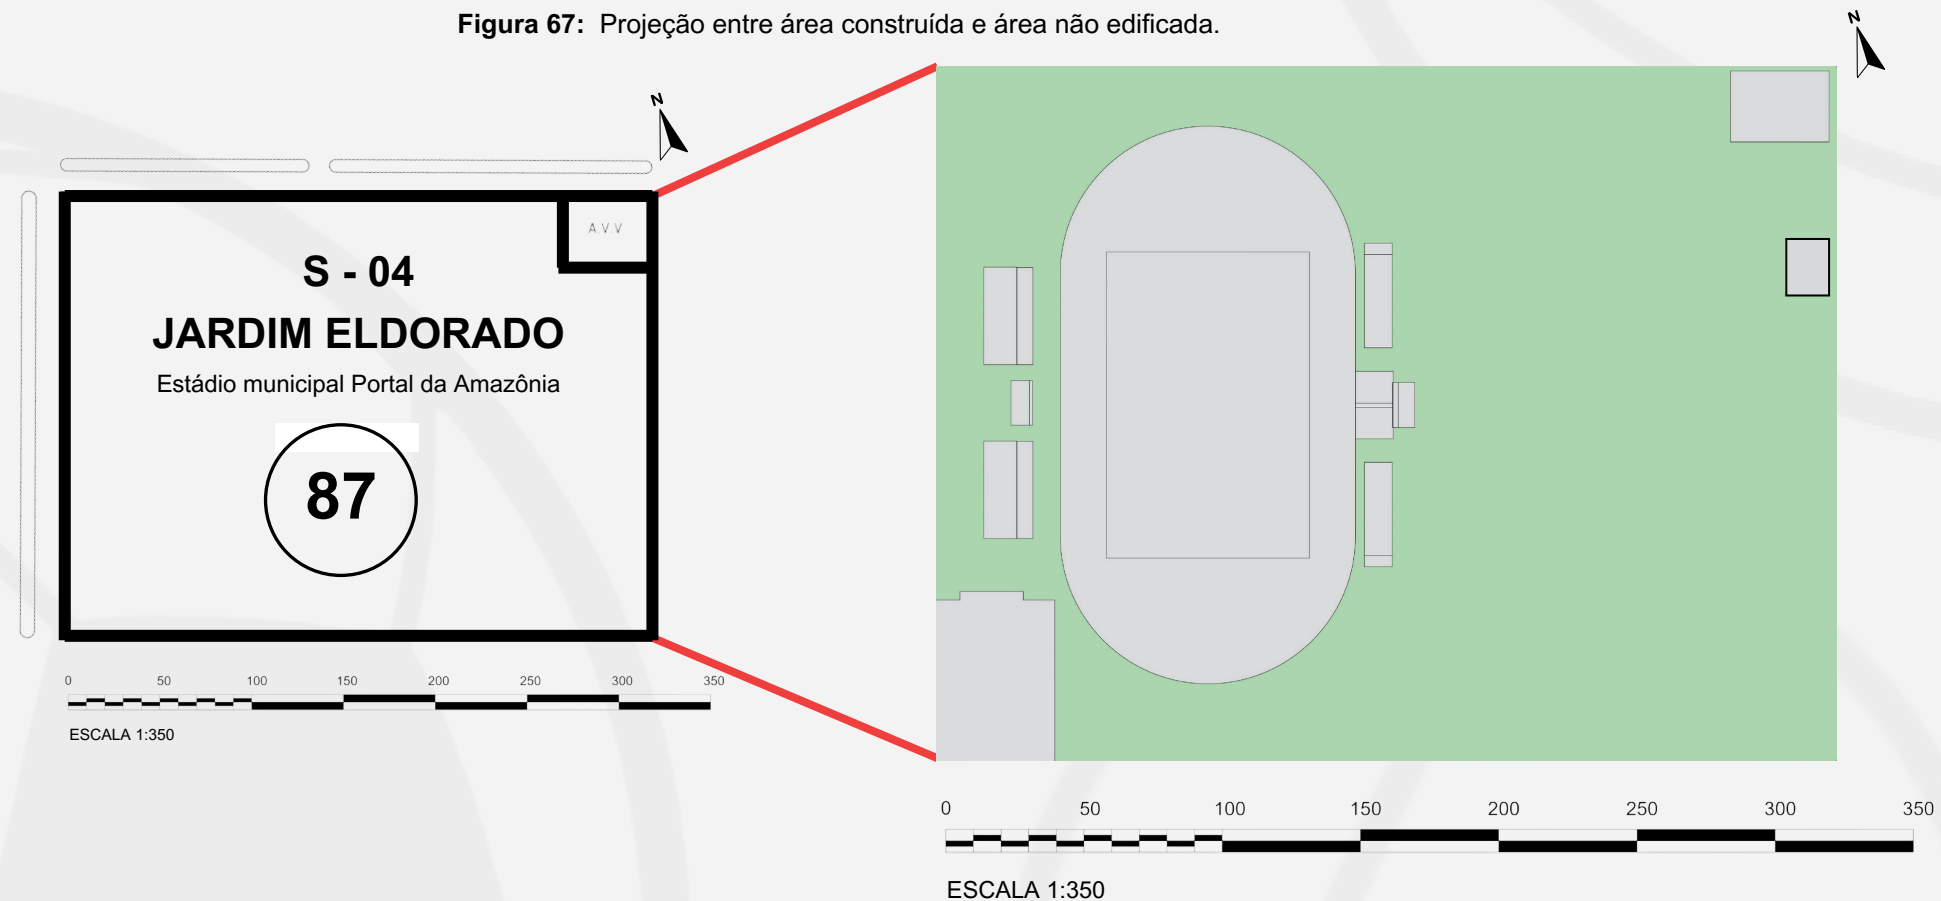 Figura 67: Projeção entre área construída e área não edificada.
N
N
A.V.V
S - 04
JARDIM ELDORADO
Estádio municipal Portal da Amazônia
87
0 50 100 150 200 250 300 350
ESCALA 1:350
0 50 100 150 200 250 300 350
ESCALA 1:350